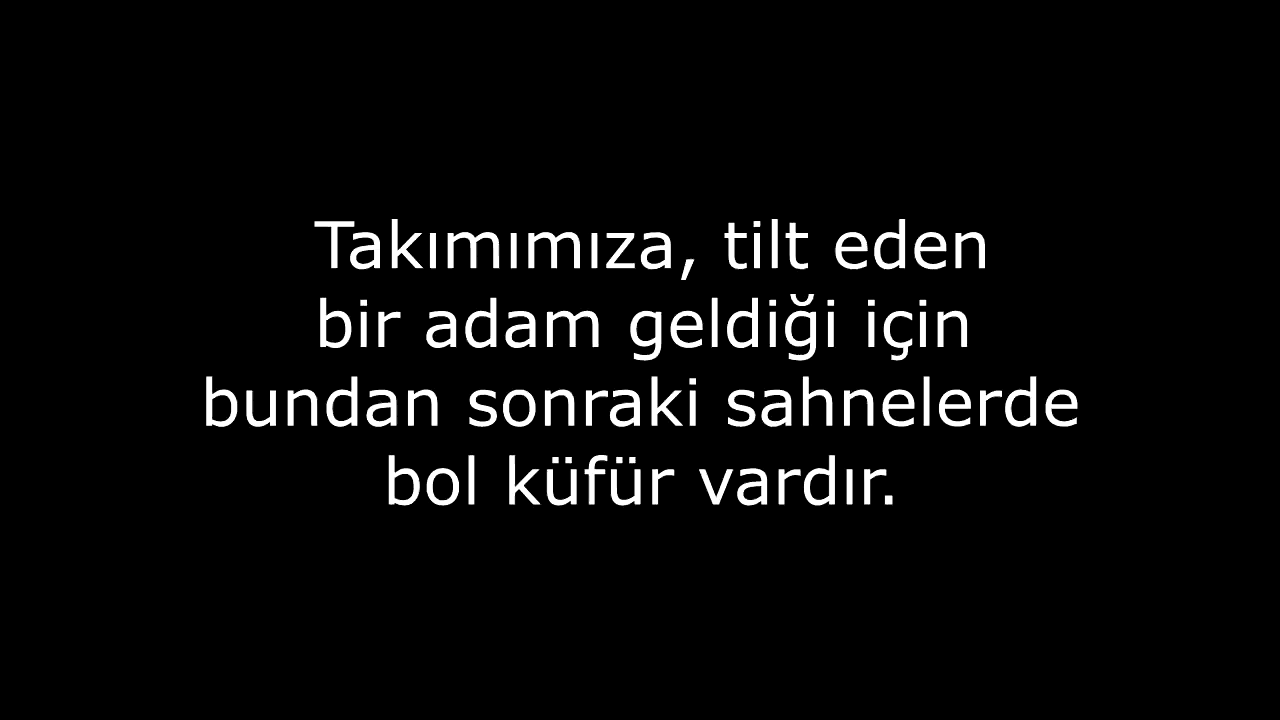 Takımımıza, tilt eden
bir adam geldiği için
bundan sonraki sahnelerde
bol küfür vardır.